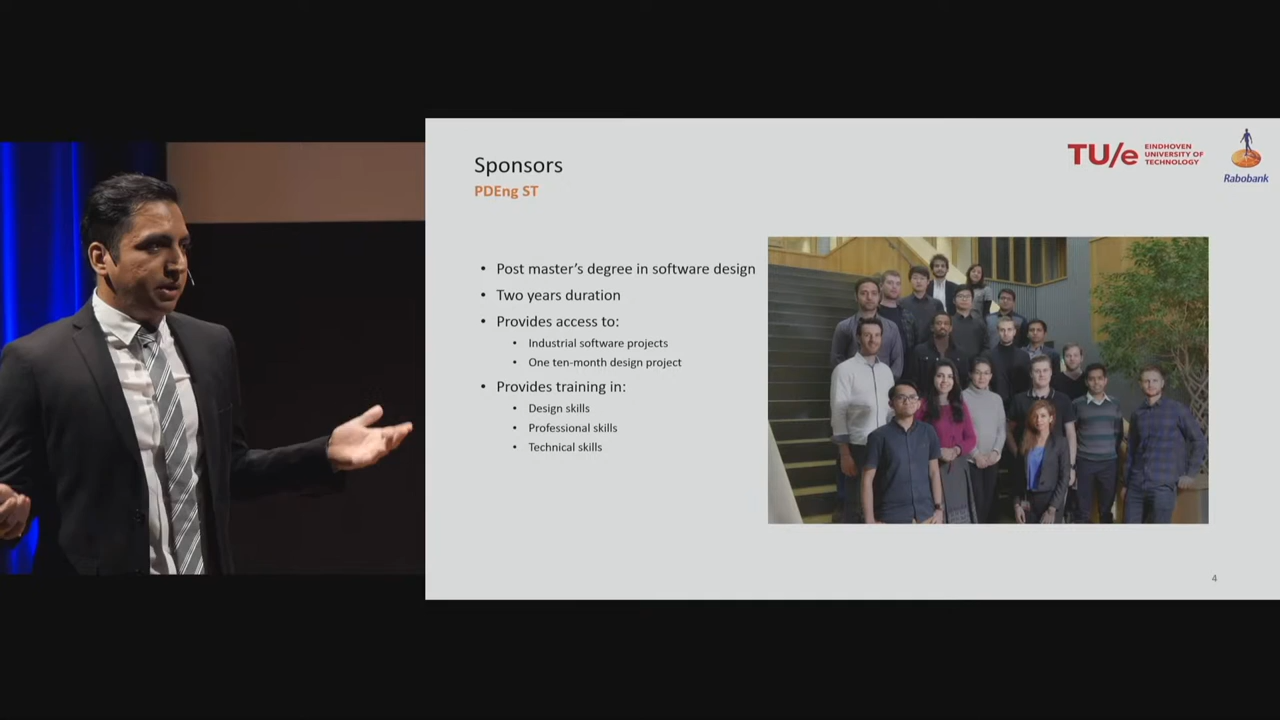 Sponsors
PDEng ST
TU/e EINDHOVEN
UNIVERSITY OF
TECHNOLOGY
Rabobank
• Post master's degree in software design
• Two years duration
• Provides access to:
• Industrial software projects
• One ten-month design project
• Provides training in:
• Design skills
• Professional skills
• Technical skills
4